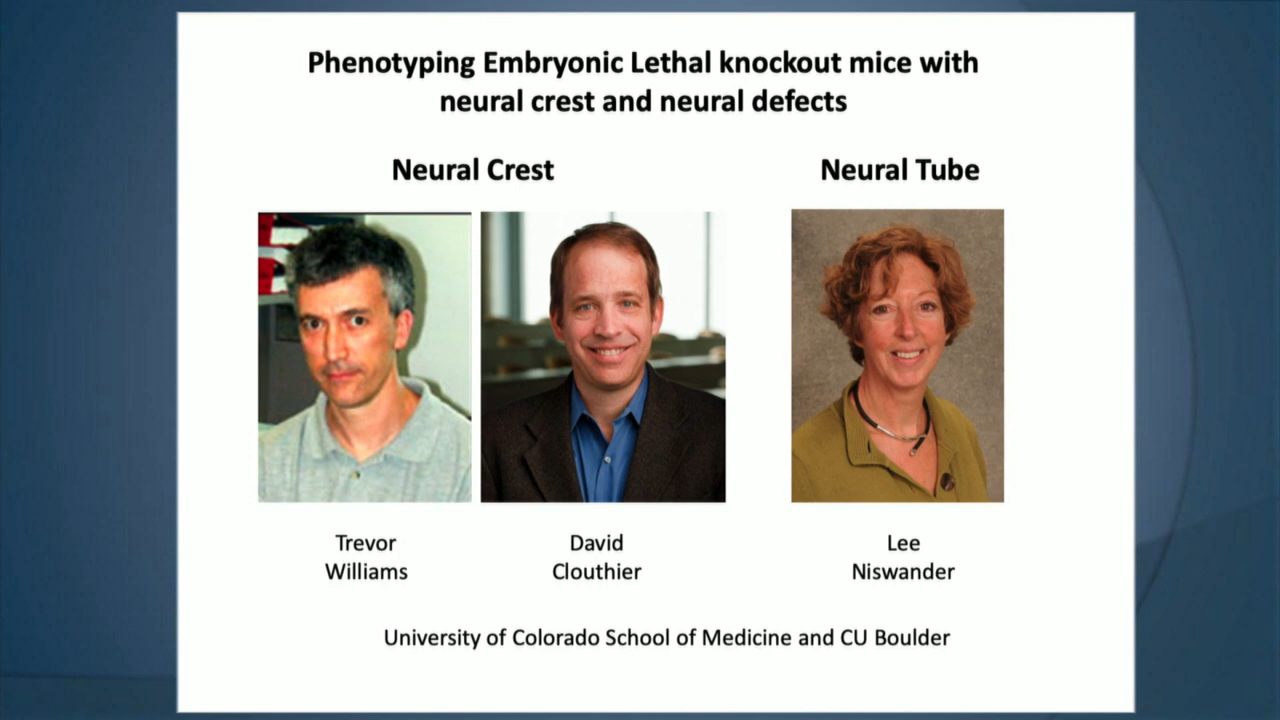 Phenotyping Embryonic Lethal knockout mice with
neural crest and neural defects
Neural Crest
Neural Tube
Trevor
Williams
David
Clouthier
Lee
Niswander
University of Colorado School of Medicine and CU Boulder